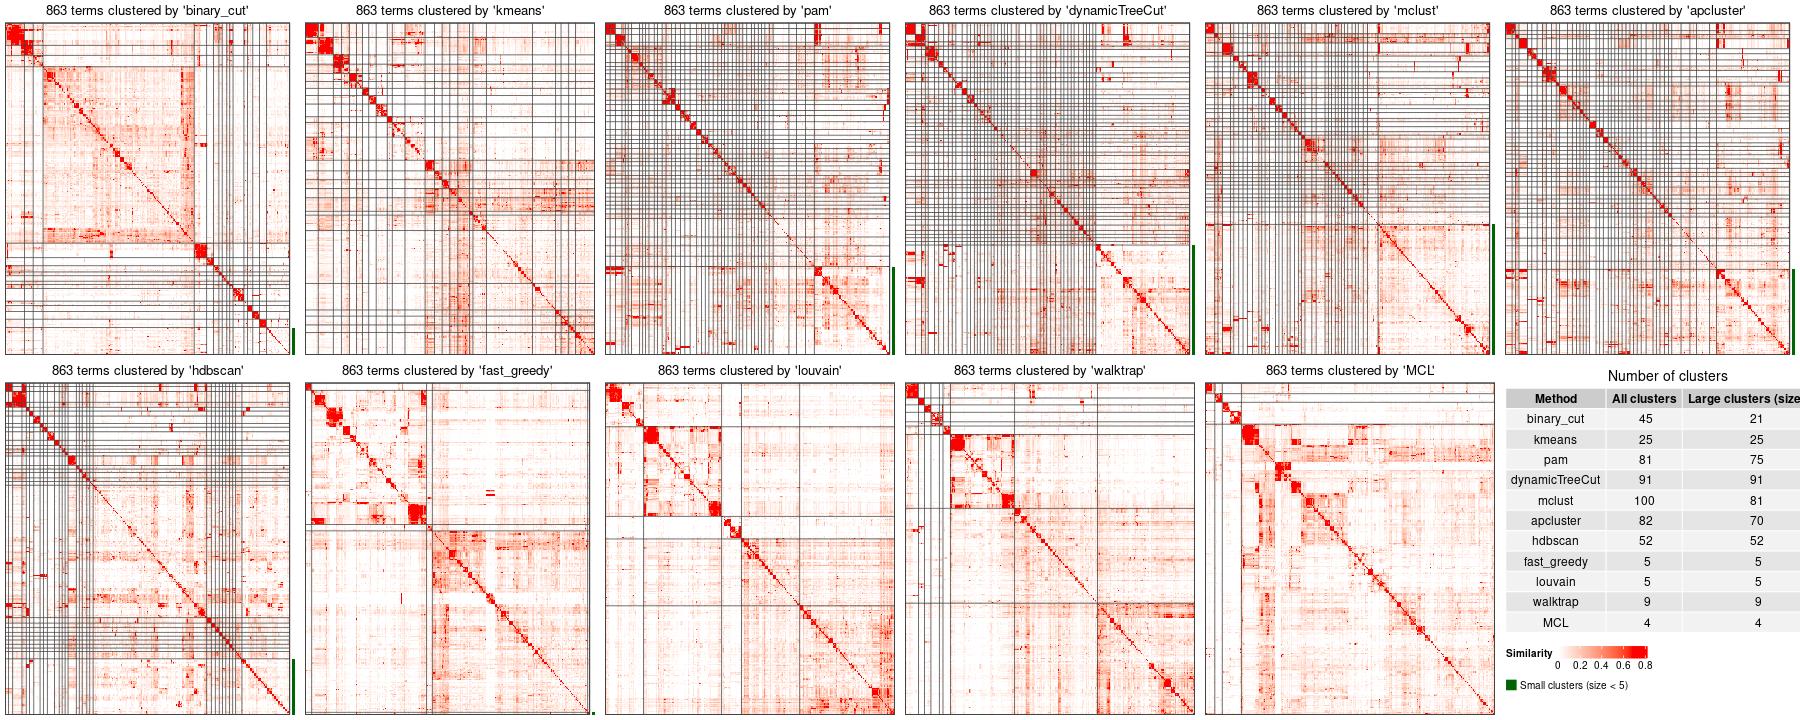 863 terms clustered by 'binary_cut'
863 terms clustered by 'kmeans'
863 terms clustered by 'pam'
863 terms clustered by 'dynamicTreeCut'
863 terms clustered by 'mclust'
863 terms clustered by 'apcluster'
863 terms clustered by 'hdbscan'
863 terms clustered by 'fast_greedy'
863 terms clustered by 'louvain'
863 terms clustered by 'walktrap'
863 terms clustered by 'MCL'
Number of clusters
Method All clusters Large clusters (size
binary_cut 45 21
kmeans 25 25
pam 81 75
dynamicTreeCut 91 91
mclust 100 81
apcluster 82 70
hdbscan 52 52
fast_greedy 5 5
louvain 5 5
walktrap 9 9
MCL 4 4
Similarity
0 0.2 0.4 0.6 0.8
Small clusters (size < 5)